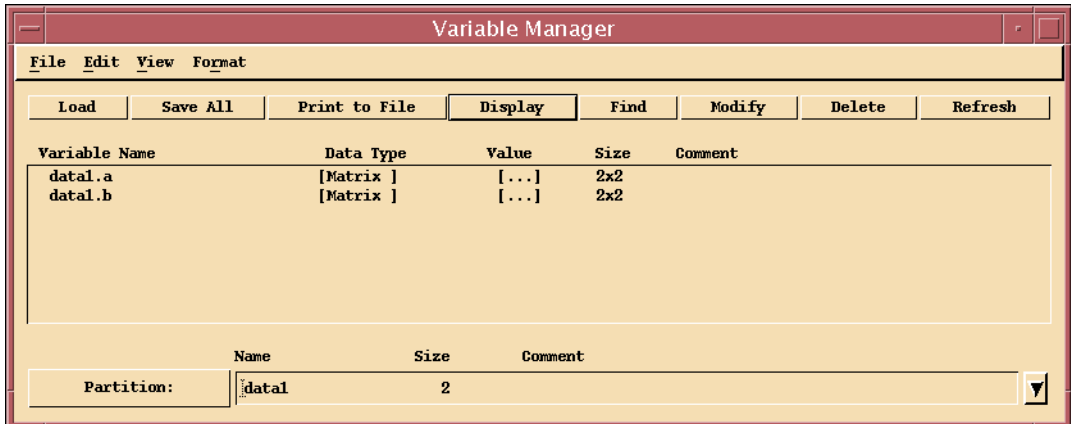 Variable Manager
File Edit View Format
Load Save All Print to File Display Find Modify Delete Refresh
Variable Name Data Type Value Size Comment
data1.a [Matrix ] [...] 2x2
data1.b [Matrix ] [...] 2x2
Name Size Comment
Partition: data1 2